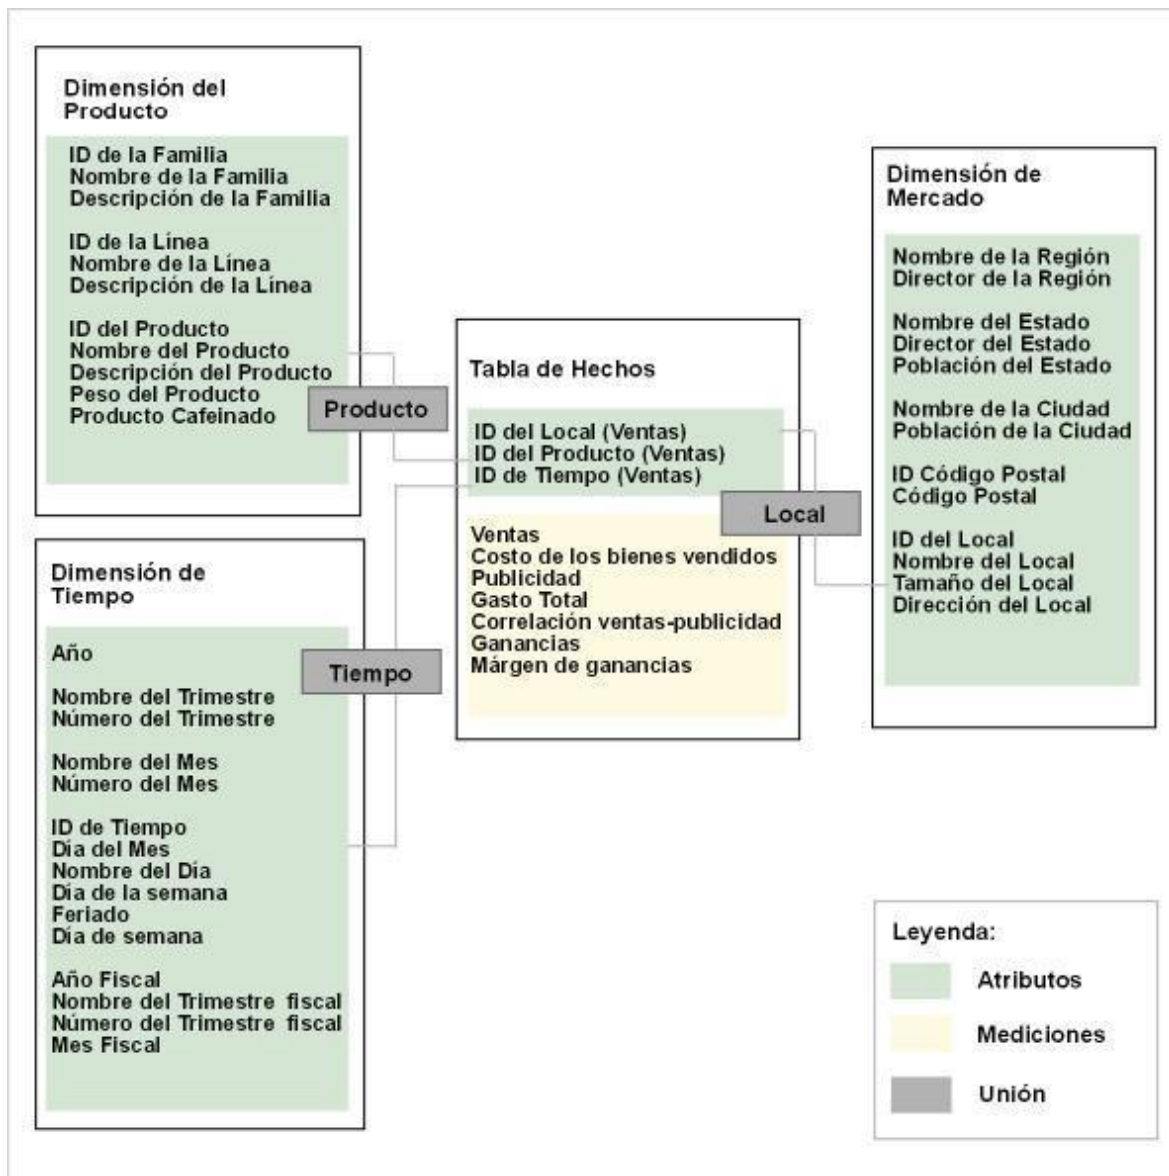 Dimensión del
Producto
ID de la Familia
Nombre de la Familia
Descripción de la Familia
ID de la Línea
Nombre de la Línea
Descripción de la Línea
ID del Producto
Nombre del Producto
Descripción del Producto
Peso del Producto
Producto Cafeinado
Producto
Dimensión de
Tiempo
Año
Nombre del Trimestre
Número del Trimestre
Nombre del Mes
Número del Mes
ID de Tiempo
Día del Mes
Nombre del Día
Día de la semana
Feriado
Día de semana
Año Fiscal
Nombre del Trimestre fiscal
Número del Trimestre fiscal
Mes Fiscal
Tiempo
Tabla de Hechos
ID del Local (Ventas)
ID del Producto (Ventas)
ID de Tiempo (Ventas)
Ventas
Costo de los bienes vendidos
Publicidad
Gasto Total
Correlación ventas-publicidad
Ganancias
Márgen de ganancias
Local
Dimensión de
Mercado
Nombre de la Región
Director de la Región
Nombre del Estado
Director del Estado
Población del Estado
Nombre de la Ciudad
Población de la Ciudad
ID Código Postal
Código Postal
ID del Local
Nombre del Local
Tamaño del Local
Dirección del Local
Leyenda:
Atributos
Mediciones
Unión